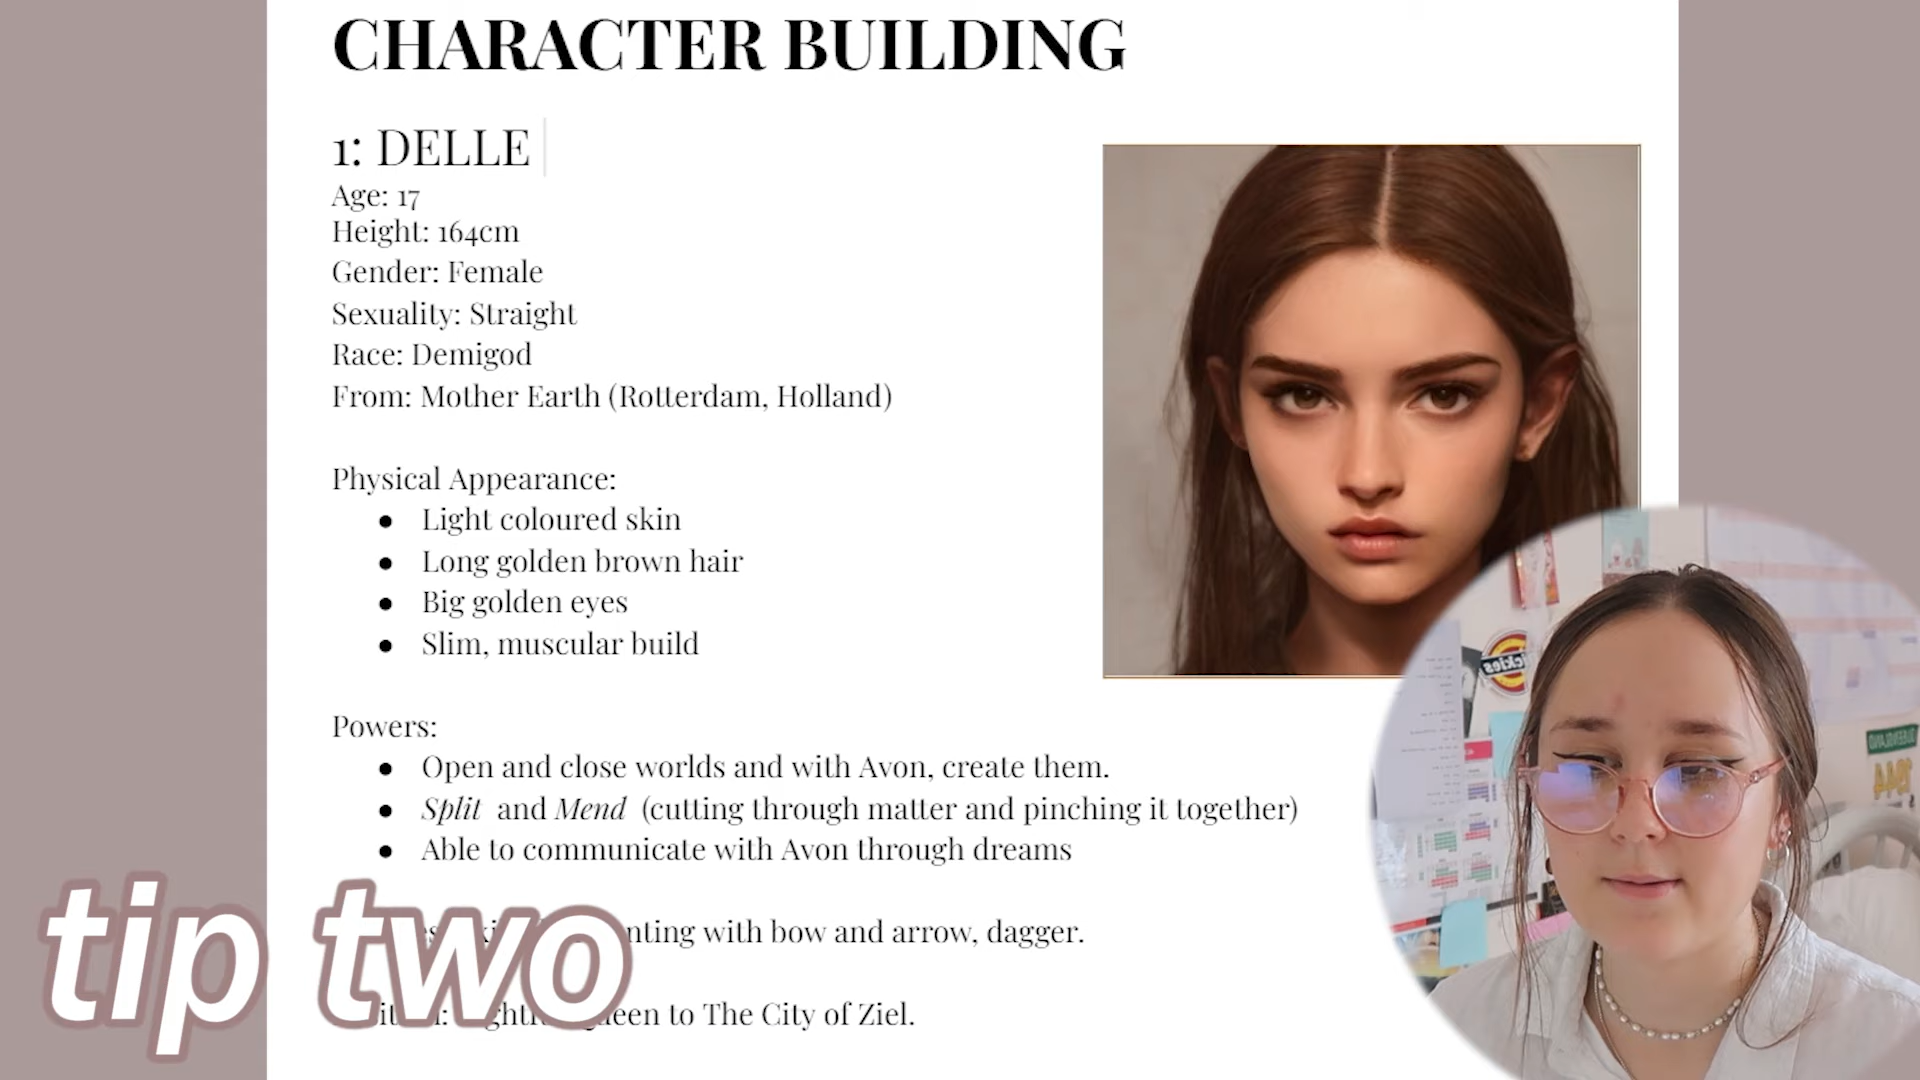 CHARACTER BUILDING
1: DELLE
Age: 17
Height: 164cm
Gender: Female
Sexuality: Straight
Race: Demigod
From: Mother Earth (Rotterdam, Holland)
Physical Appearance:
● Light coloured skin
● Long golden brown hair
● Big golden eyes
● Slim, muscular build
Powers:
● Open and close worlds and with Avon, create them.
● Split and Mend (cutting through matter and pinching it together)
● Able to communicate with Avon through dreams
with bow and arrow, dagger.
to The City of Ziel.
tip two